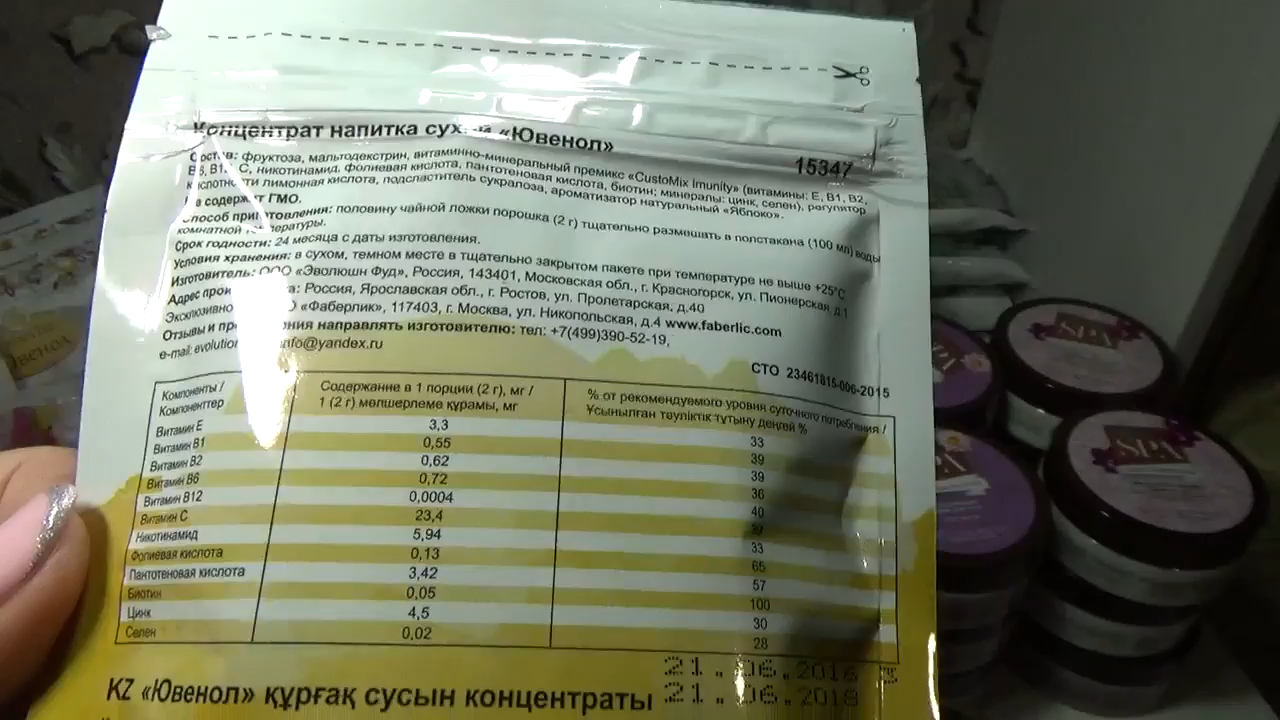 Концентрат напитка сухой «Ювенол»
15347
Состав: фруктоза, мальтодекстрин, витаминно-минеральный премикс «CustoMix Imunity» (витамины: Е, В1, В2,
В6, В1 С, никотинамид, фолиевая кислота, пантотеновая кислота, биотин; минералы: цинк, селен), регулятор
кислотности лимонная кислота, подсластитель сукралоза, ароматизатор натуральный «Яблоко».
Не содержит ГМО.
Способ приготовления: половину чайной ложки порошка (2 г) тщательно размешать в полстакана (100 мл) воды
комнатной температуры.
Срок годности: 24 месяца с даты изготовления.
Условия хранения: в сухом, темном месте в тщательно закрытом пакете при температуре не выше +25°C
Изготовитель: ООО «Эволюшн Фуд», Россия, 143401, Московская обл., г. Красногорск, ул. Пионерская д 1
Адрес Россия, Ярославская обл., г. Ростов, ул. Пролетарская, д.40
«Фаберлик», 117403, г. Москва, ул. Никопольская, д.4 www.faberlic.com
Отзывы и направлять изготовителю: тел: +7(499)390-52-19,
e-mail: @yandex.ru
СТО 23461815-006-2015
Компоненты / Содержание в 1 порции (2 г), мг / % от рекомендуемого уровня суточного потребления /
Компоненттер 1 (2 г) мөлшерлеме құрамы, мг Ұсынылған тәуліктік тұтыну деңгейі %
Витамин Е 3,3 33
Витамин В1 0,55 39
Витамин В2 0,62 39
Витамин В6 0,72 36
Витамин В12 0,0004 40
Витамин С 23,4
Никотинамид 5,94 33
Фолиевая кислота 0,13 65
Пантотеновая кислота 3,42 57
Биотин 0,05 100
Цинк 4,5 30
Селен 0,02 28
21.06.2016 3
KZ «Ювенол» құрғақ сусын концентраты 21.06.2018
SPA
SPA